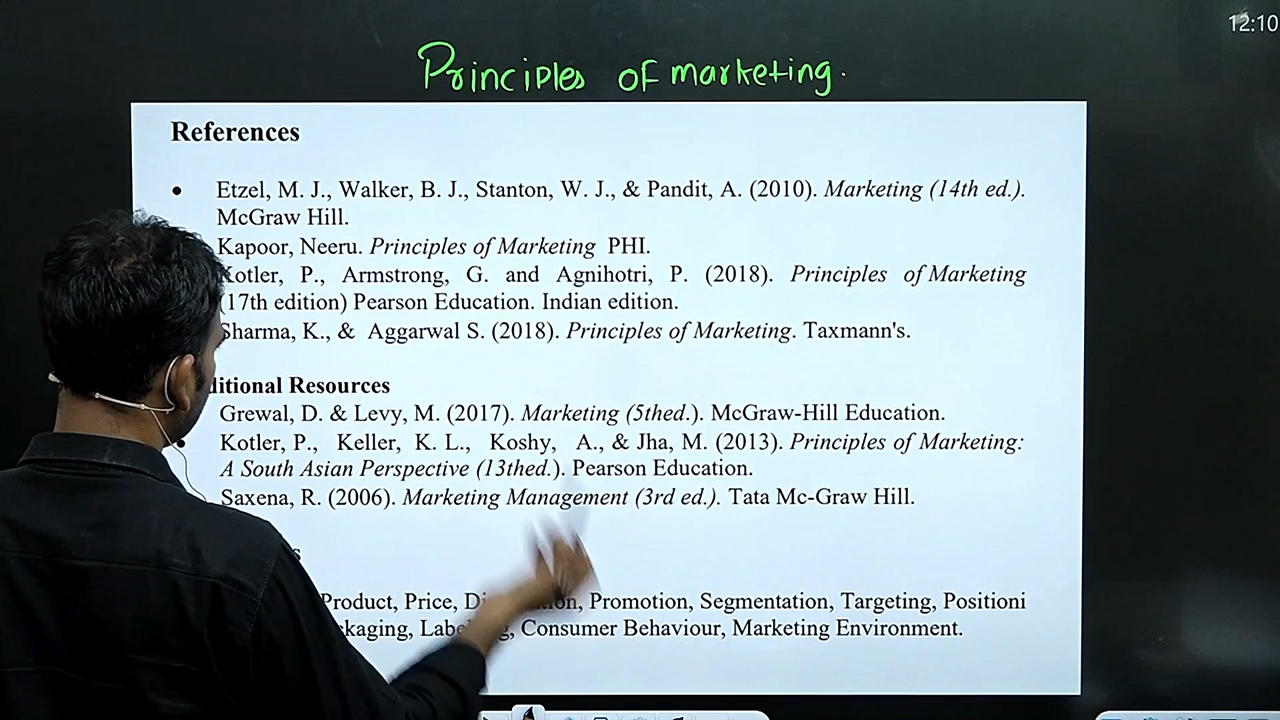 12:10
Principles of marketing.
References
• Etzel, M. J., Walker, B. J., Stanton, W. J., & Pandit, A. (2010). Marketing (14th ed.).
McGraw Hill.
Kapoor, Neeru. Principles of Marketing PHI.
Kotler, P., Armstrong, G. and Agnihotri, P. (2018). Principles of Marketing
(17th edition) Pearson Education. Indian edition.
Sharma, K., & Aggarwal S. (2018). Principles of Marketing. Taxmann's.
ditional Resources
Grewal, D. & Levy, M. (2017). Marketing (5thed.). McGraw-Hill Education.
• Kotler, P., Keller, K. L., Koshy, A., & Jha, M. (2013). Principles of Marketing:
A South Asian Perspective (13thed.). Pearson Education.
Saxena, R. (2006). Marketing Management (3rd ed.). Tata Mc-Graw Hill.
Product, Price, Promotion, Segmentation, Targeting, Positioni
kaging, Consumer Behaviour, Marketing Environment.